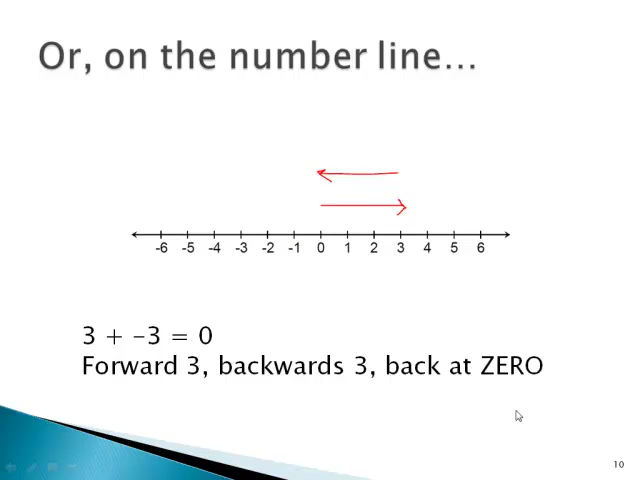 Or, on the number line...
-6 -5 -4 -3 -2 -1 0 1 2 3 4 5 6
3 + -3 = 0
Forward 3, backwards 3, back at ZERO
10